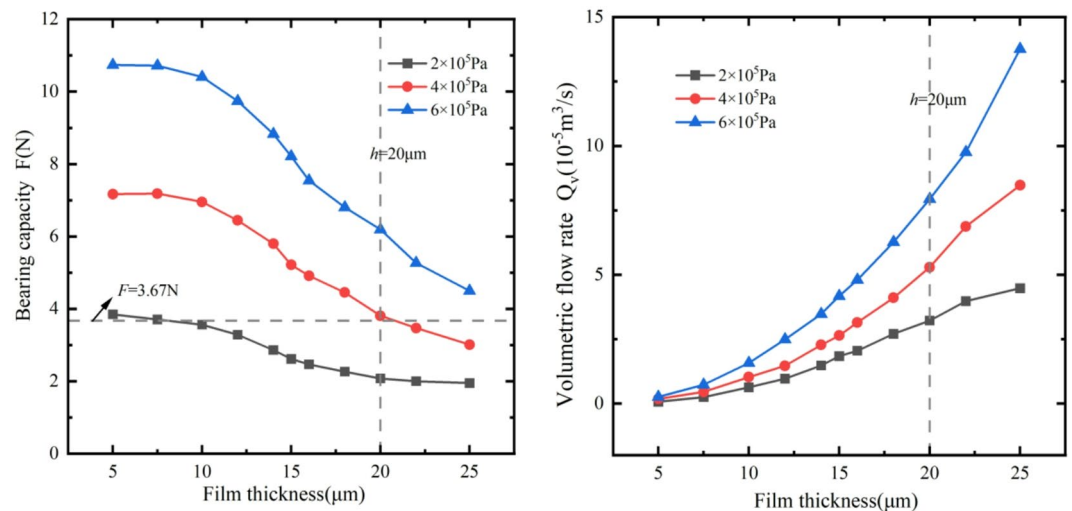 Bearing capacity F(N)
12
10
8
6
4
2
0
2×10⁵Pa
4×10⁵Pa
6×10⁵Pa
h=20μm
F=3.67N
5 10 15 20 25
Film thickness(μm)
Volumetric flow rate Qᵥ(10⁻⁵m³/s)
15
10
5
0
2×10⁵Pa
4×10⁵Pa
6×10⁵Pa
h=20μm
5 10 15 20 25
Film thickness(μm)